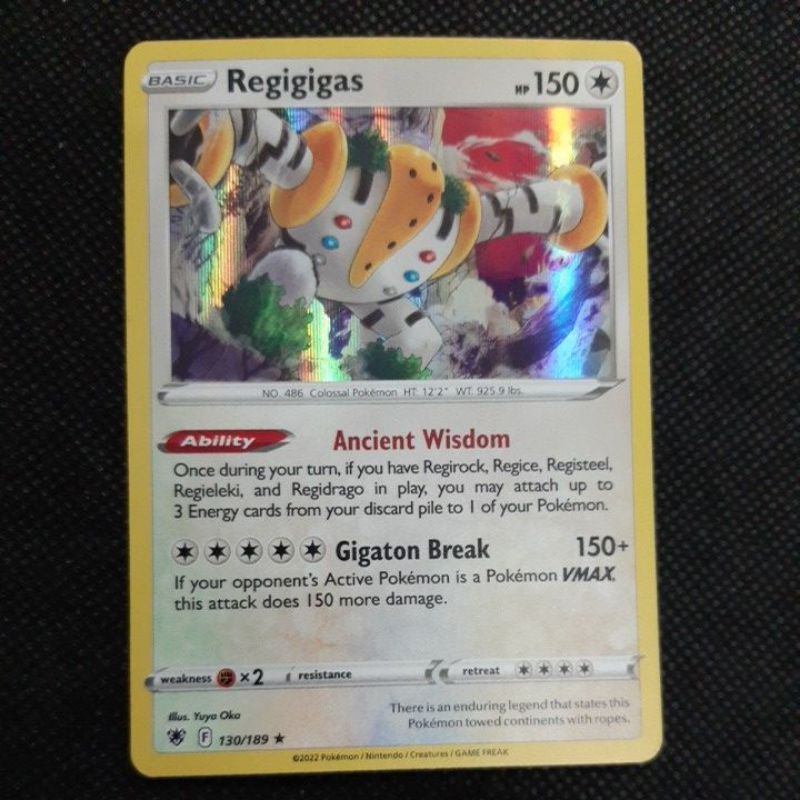 BASIC Regigigas HP 150
NO. 486 Colossal Pokémon HT: 12'2" WT: 925.9 lbs.
Ability Ancient Wisdom
Once during your turn, if you have Regirock, Regice, Registeel,
Regieleki, and Regidrago in play, you may attach up to
3 Energy cards from your discard pile to 1 of your Pokémon.
Gigaton Break 150+
If your opponent's Active Pokémon is a Pokémon VMAX,
this attack does 150 more damage.
weakness ×2 resistance retreat
Illus. Yuya Oka
There is an enduring legend that states this
Pokémon towed continents with ropes.
F 130/189 ★
©2022 Pokémon / Nintendo / Creatures / GAME FREAK